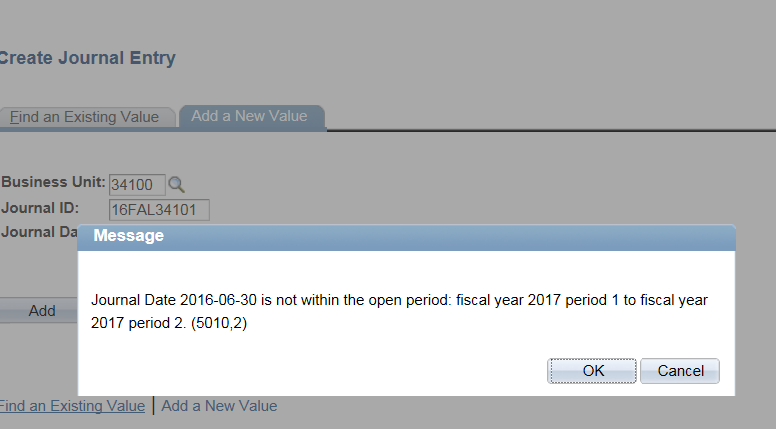 Create Journal Entry
Find an Existing Value
Add a New Value
Business Unit: 34100
Journal ID: 16FAL34101
Journal Da
Message
Add
Journal Date 2016-06-30 is not within the open period: fiscal year 2017 period 1 to fiscal year
2017 period 2. (5010,2)
OK Cancel
Find an Existing Value | Add a New Value